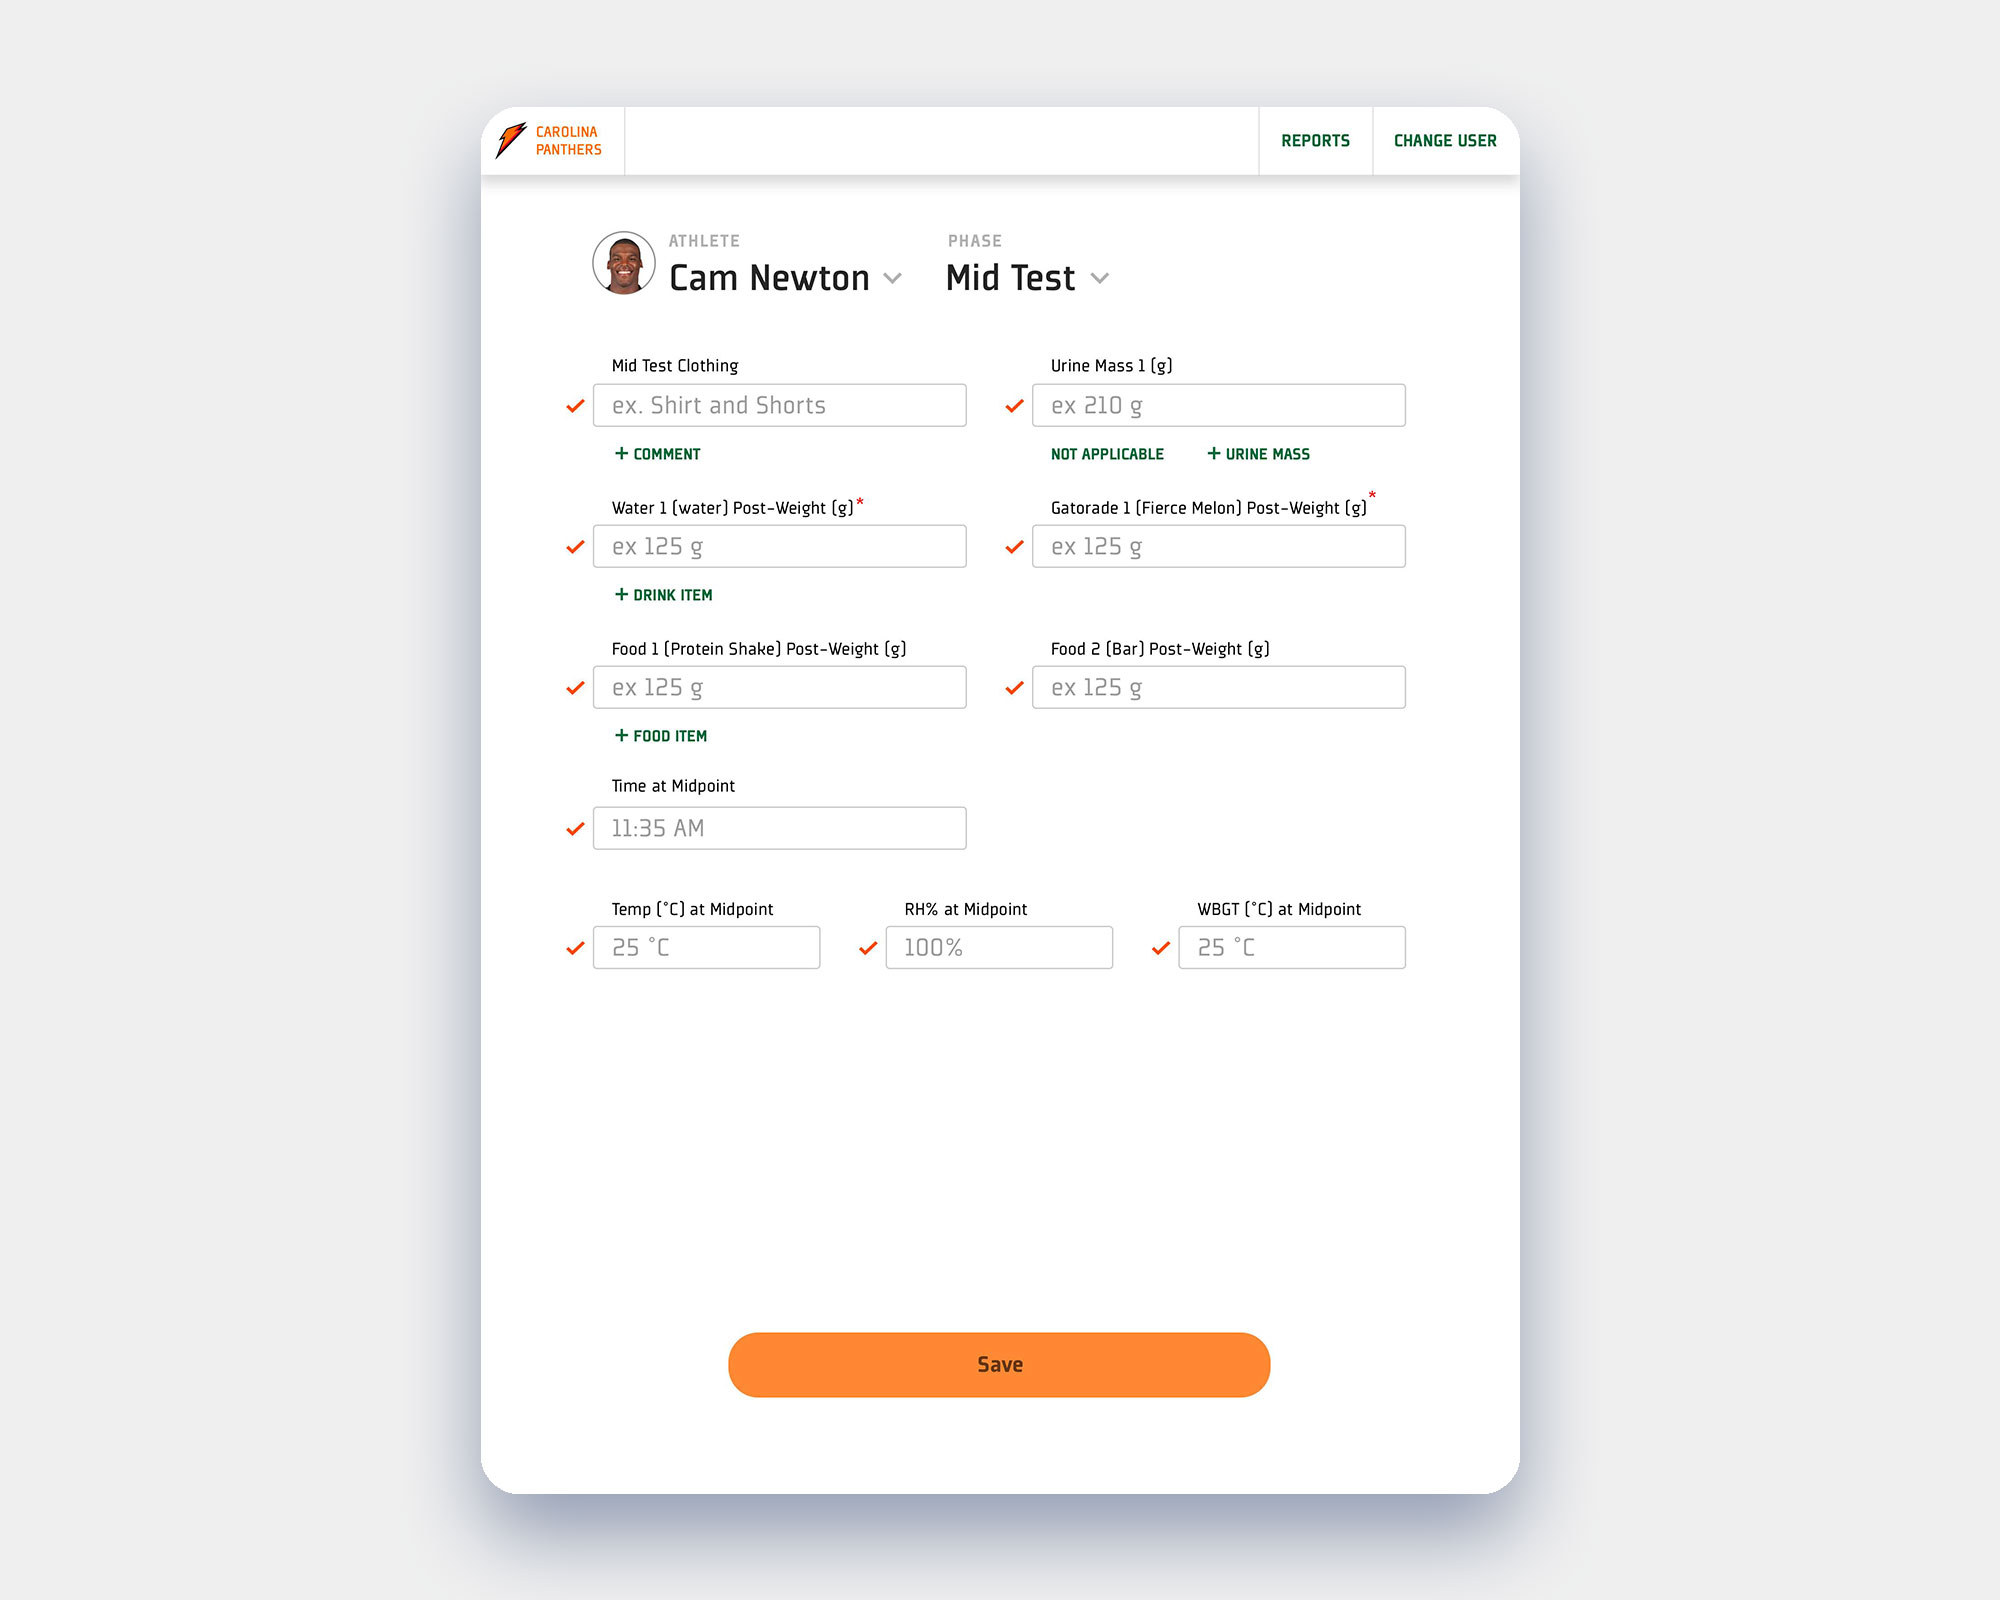 CAROLINA
PANTHERS
REPORTS
CHANGE USER
ATHLETE
PHASE
Cam Newton
Mid Test
Mid Test Clothing
Urine Mass 1 (g)
ex. Shirt and Shorts
ex 210 g
+ COMMENT
NOT APPLICABLE
+ URINE MASS
Water 1 (water) Post-Weight (g)*
Gatorade 1 (Fierce Melon) Post-Weight (g)*
ex 125 g
ex 125 g
+ DRINK ITEM
Food 1 (Protein Shake) Post-Weight (g)
Food 2 (Bar) Post-Weight (g)
ex 125 g
ex 125 g
+ FOOD ITEM
Time at Midpoint
11:35 AM
Temp (°C) at Midpoint
RH% at Midpoint
WBGT (°C) at Midpoint
25 °C
100%
25 °C
Save